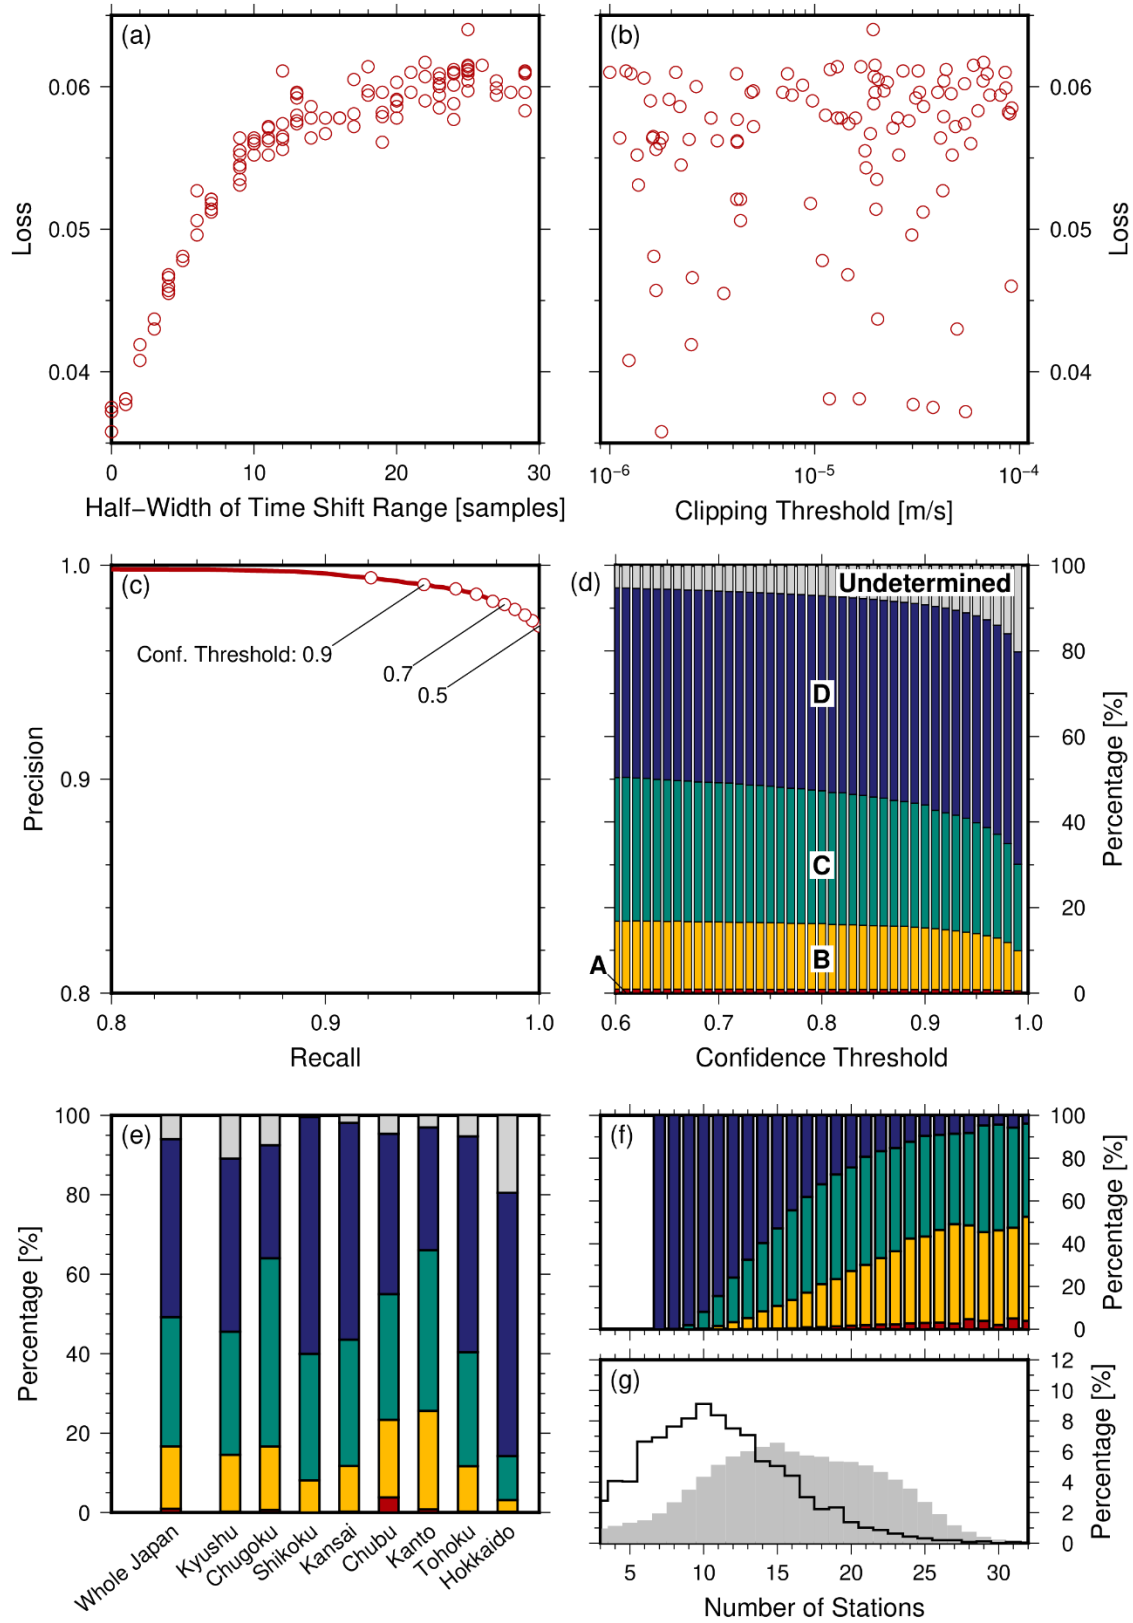 (a)
(b)
0.06
0.06
0.05
0.05
0.04
0.04
Loss
Loss
0 10 20 30
10−6 10−5 10−4
Half−Width of Time Shift Range [samples]
Clipping Threshold [m/s]
(c)
1.0
0.9
0.8
Precision
Conf. Threshold: 0.9
0.7
0.5
0.8 0.9 1.0
Recall
(d)
Undetermined
D
C
B
A
100
80
60
40
20
0
Percentage [%]
0.6 0.7 0.8 0.9 1.0
Confidence Threshold
(e)
100
80
60
40
20
0
Percentage [%]
Whole Japan
Kyushu
Chugoku
Shikoku
Kansai
Chubu
Kanto
Tohoku
Hokkaido
(f)
100
80
60
40
20
0
Percentage [%]
(g)
12
10
8
6
4
2
0
Percentage [%]
5 10 15 20 25 30
Number of Stations